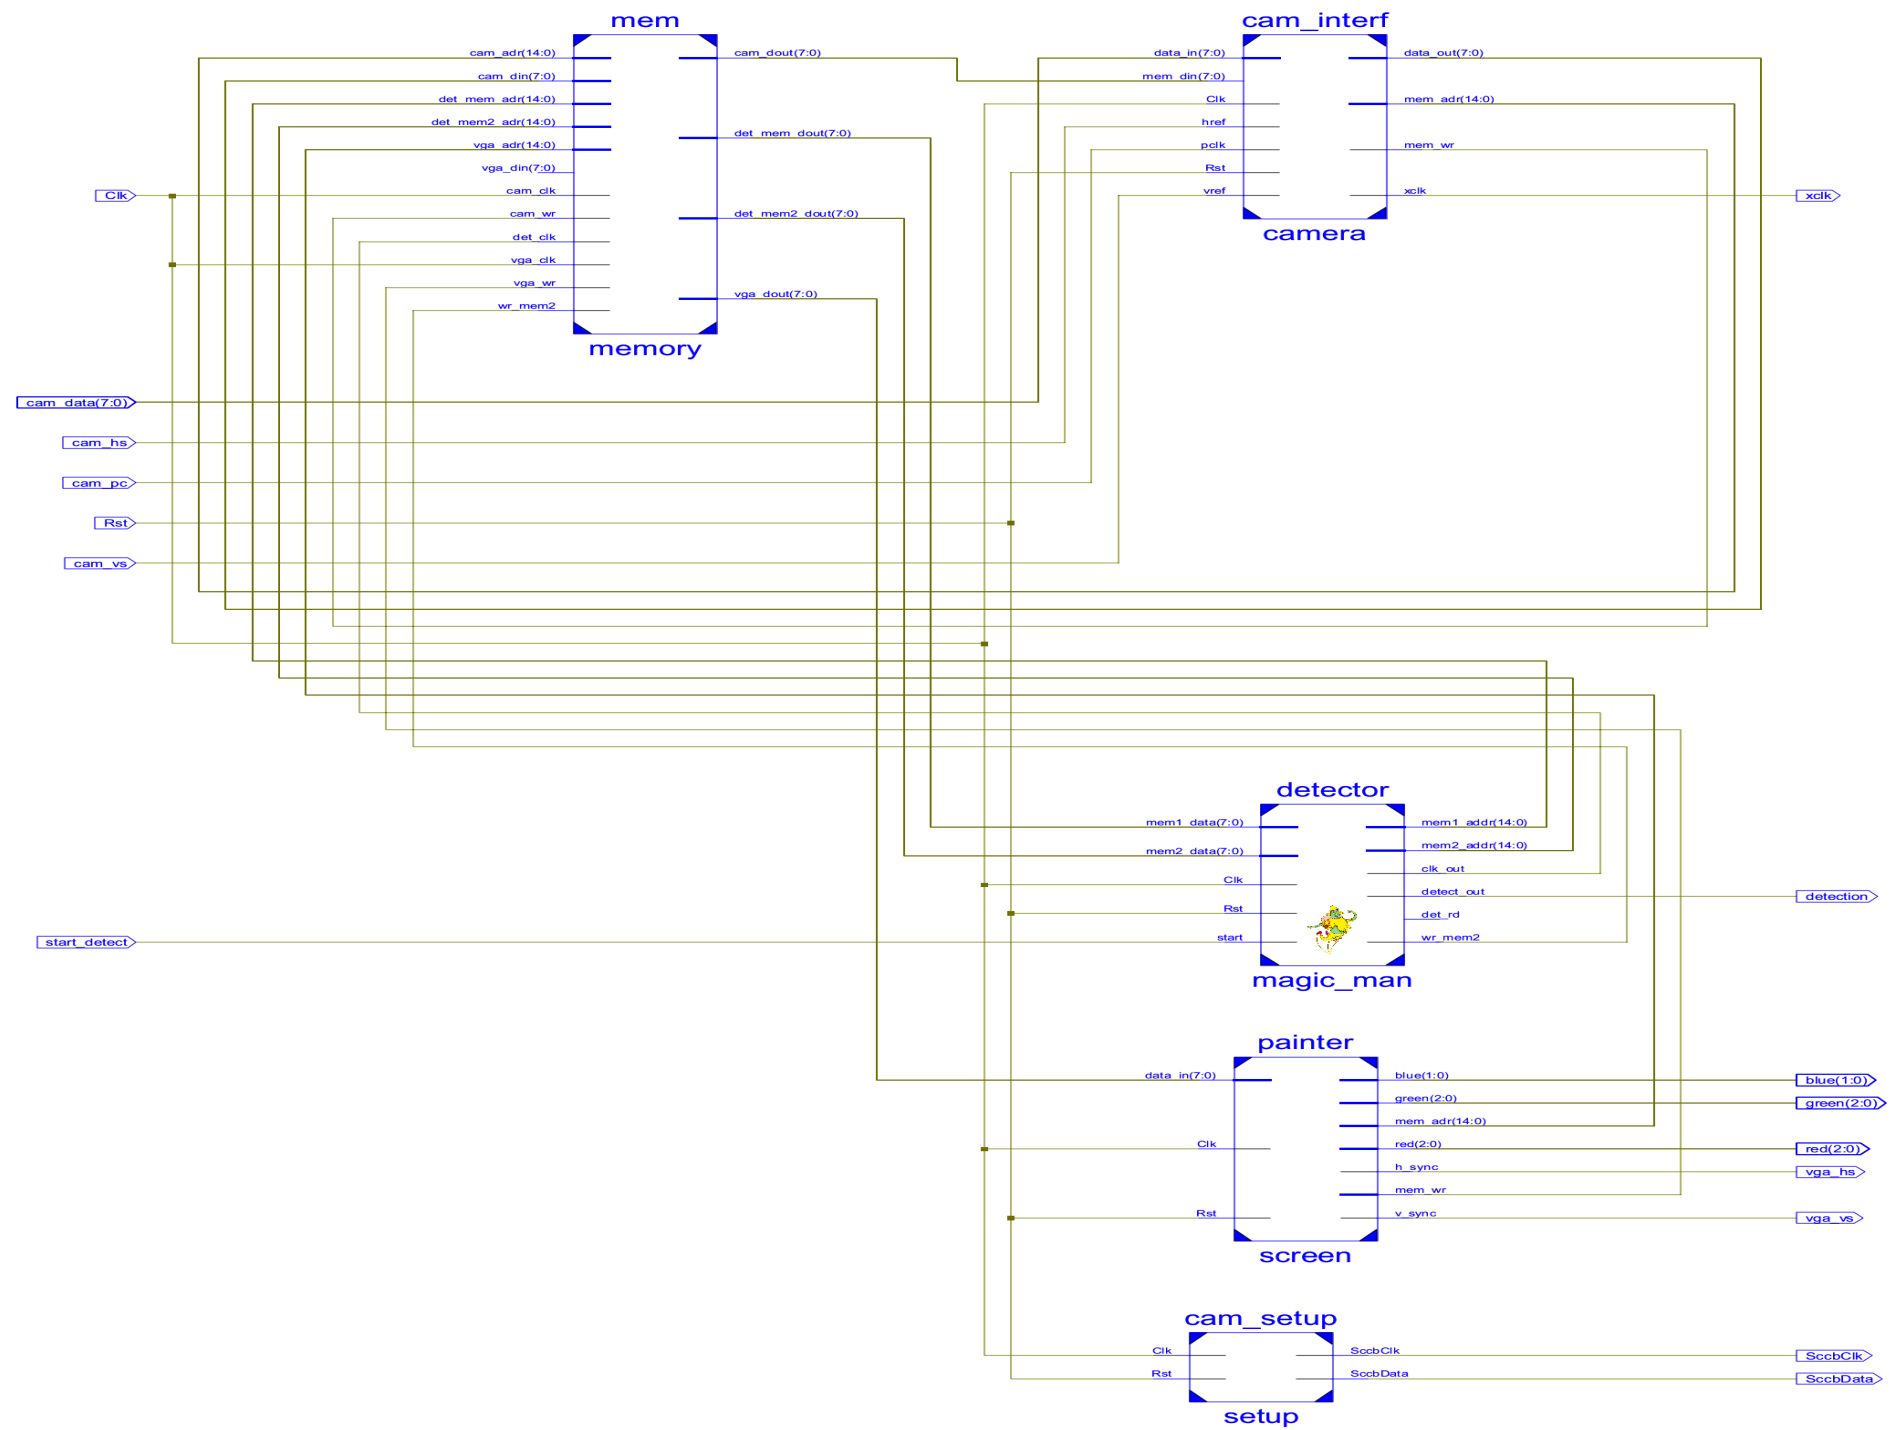 mem
cam_adr(14:0)
cam_din(7:0)
det_mem_adr(14:0)
det_mem2_adr(14:0)
vga_adr(14:0)
vga_din(7:0)
cam_clk
cam_wr
det_clk
vga_clk
vga_wr
wr_mem2
cam_dout(7:0)
det_mem_dout(7:0)
det_mem2_dout(7:0)
vga_dout(7:0)
memory
cam_interf
data_in(7:0)
mem_din(7:0)
Clk
href
pclk
Rst
vref
data_out(7:0)
mem_adr(14:0)
mem_wr
xclk
camera
Clk
xclk
cam_data(7:0)
cam_hs
cam_pc
Rst
cam_vs
detector
mem1_data(7:0)
mem2_data(7:0)
Clk
Rst
start
mem1_addr(14:0)
mem2_addr(14:0)
clk_out
detect_out
det_rd
wr_mem2
magic_man
start_detect
detection
painter
data_in(7:0)
Clk
Rst
blue(1:0)
green(2:0)
mem_adr(14:0)
red(2:0)
h_sync
mem_wr
v_sync
screen
blue(1:0)
green(2:0)
red(2:0)
vga_hs
vga_vs
cam_setup
Clk
Rst
SccbClk
SccbData
setup
SccbClk
SccbData